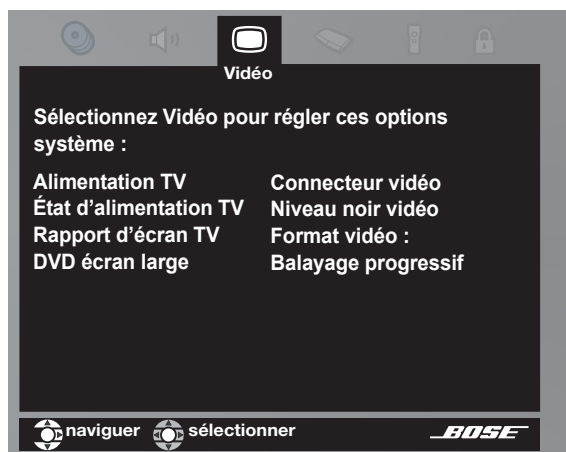 Vidéo
Sélectionnez Vidéo pour régler ces options
système :
Alimentation TV
État d'alimentation TV
Rapport d'écran TV
DVD écran large
Connecteur vidéo
Niveau noir vidéo
Format vidéo :
Balayage progressif
naviguer sélectionner BOSE